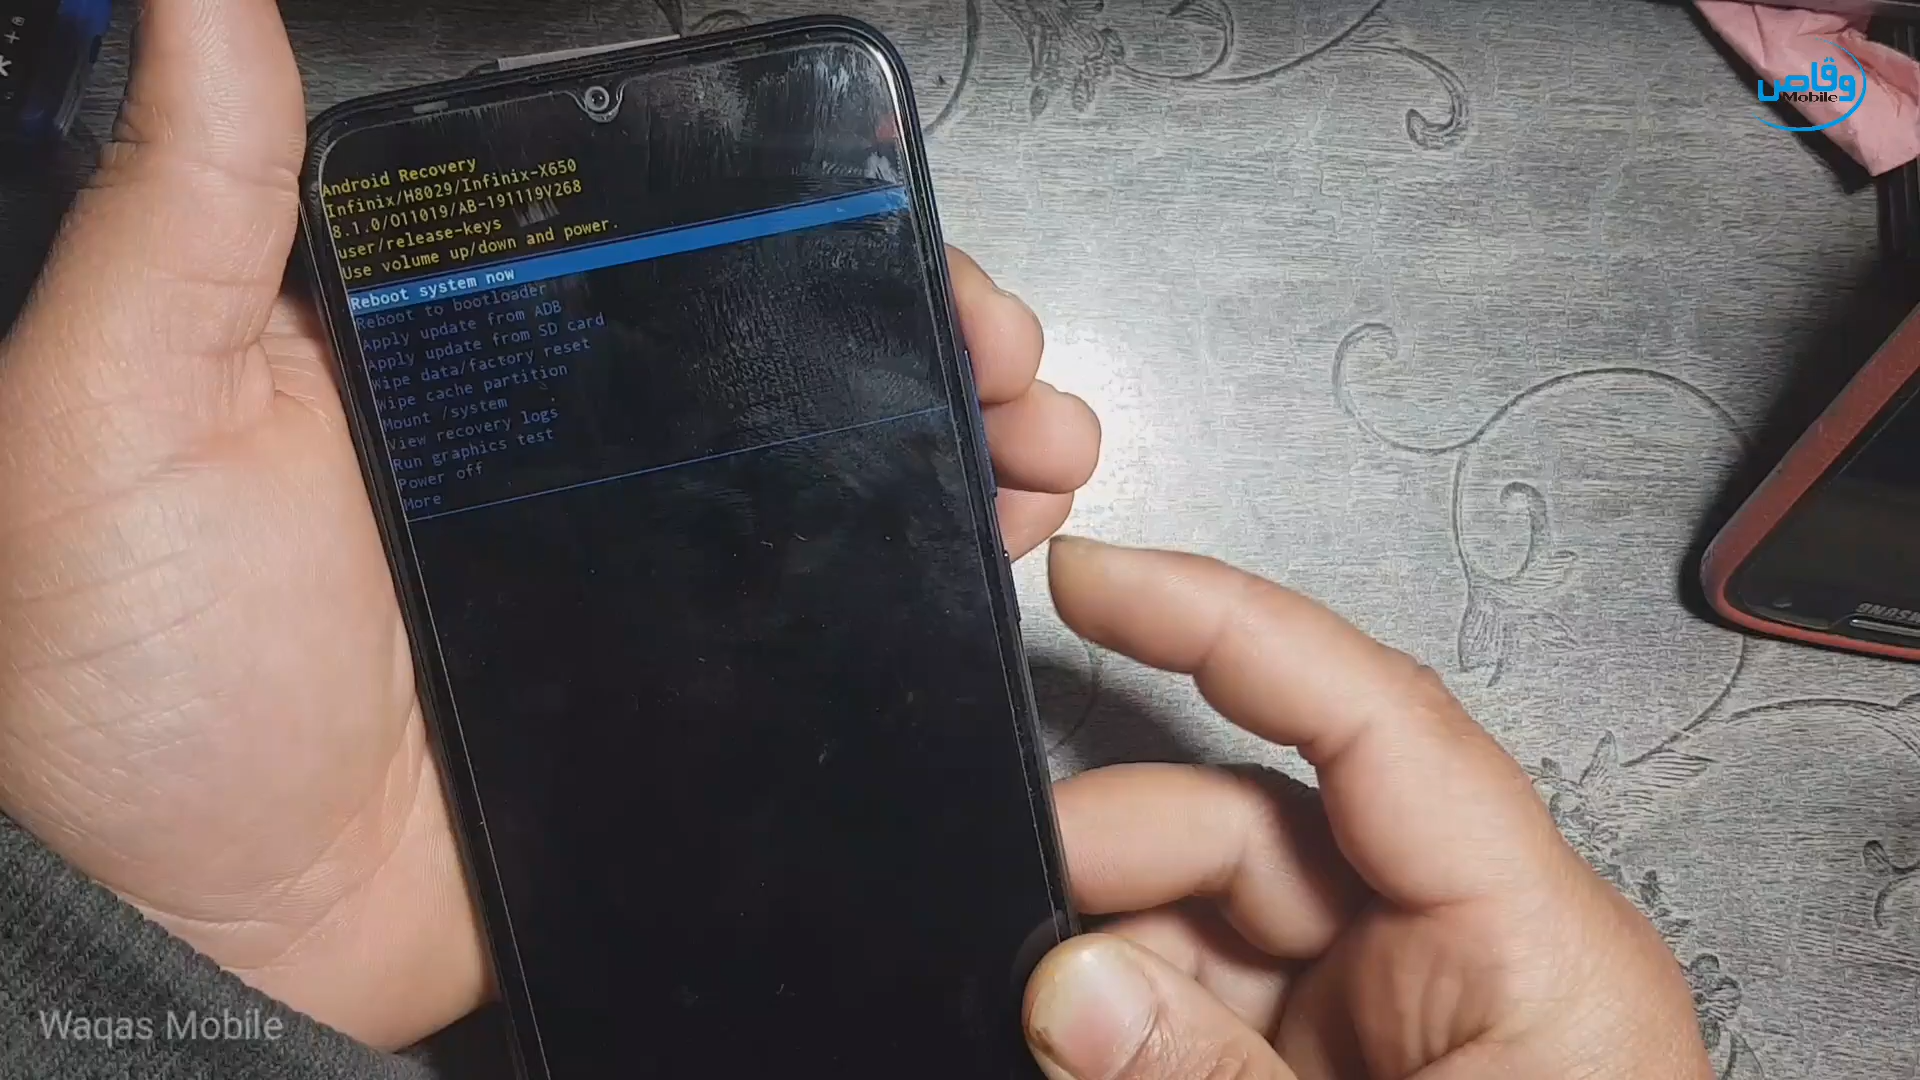 وقاص
Mobile
Android Recovery
Infinix/H8029/Infinix-X650
8.1.0/O11019/AB-191119V268
user/release-keys
Use volume up/down and power.
Reboot system now
Reboot to bootloader
Apply update from ADB
Apply update from SD card
Wipe data/factory reset
Wipe cache partition
Mount /system
View recovery logs
Run graphics test
Power off
More
SAMSUNG
Waqas Mobile